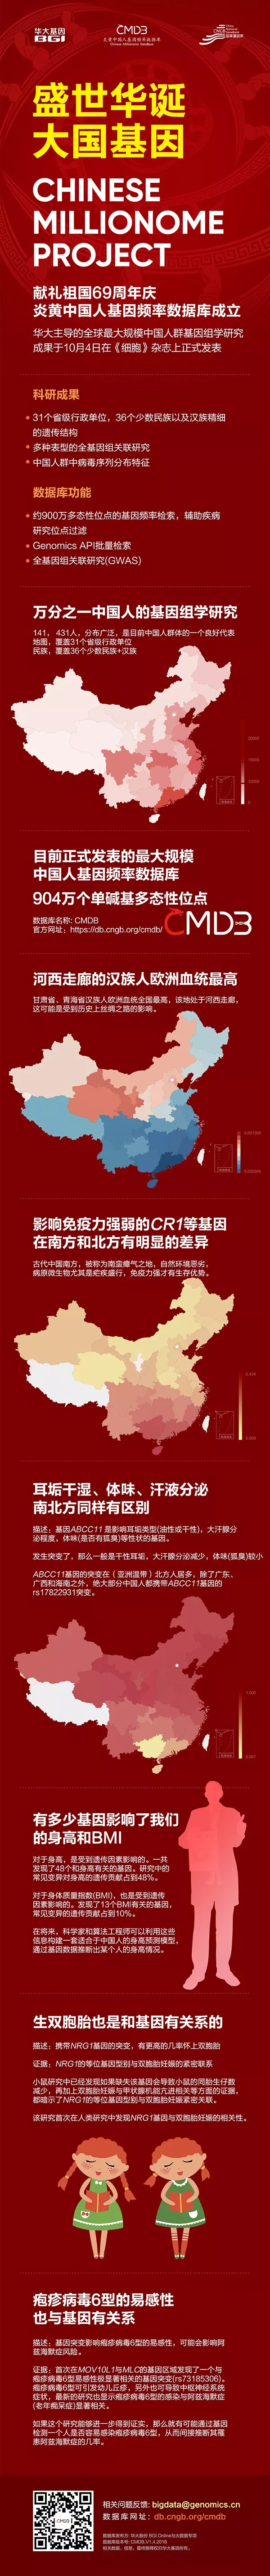 华大基因
BGI
CMDB
炎黄中国人基因频率数据库
Chinese Millionome Database
CNGB
国家基因库
盛世华诞
大国基因
CHINESE
MILLIONOME
PROJECT
献礼祖国69周年庆
炎黄中国人基因频率数据库成立
华大主导的全球最大规模中国人群基因组学研究
成果于10月4日在《细胞》杂志上正式发表
科研成果
31个省级行政单位，36个少数民族以及汉族精细
的遗传结构
多种表型的全基因组关联研究
中国人群中病毒序列分布特征
数据库功能
约900万多态性位点的基因频率检索，辅助疾病
研究位点过滤
Genomics API批量检索
全基因组关联研究(GWAS)
万分之一中国人的基因组学研究
141，431人，分布广泛，是目前中国人群体的一个良好代表
地图，覆盖31个省级行政单位
民族，覆盖36个少数民族+汉族
目前正式发表的最大规模
中国人基因频率数据库
904万个单碱基多态性位点
数据库名称: CMDB
官方网址：https://db.cngb.org/cmdb/
CMDB
河西走廊的汉族人欧洲血统最高
甘肃省、青海省汉族人欧洲血统全国最高，该地处于河西走廊，
这可能是受到历史上丝绸之路的影响。
影响免疫力强弱的CR1等基因
在南方和北方有明显的差异
古代中国南方，被称为南蛮瘴气之地，自然环境恶劣，
病原微生物尤其是疟疾盛行，免疫力强才有生存优势。
耳垢干湿、体味、汗液分泌
南北方同样有区别
描述：基因ABCC11 是影响耳垢类型(油性或干性)，大汗腺分
泌程度，体味(是否有狐臭)等性状的基因。
发生突变了，那么一般是干性耳垢，大汗腺分泌减少，体味(狐臭)较小
ABCC11基因的突变在（亚洲温带）北方人居多，除了广东、
广西和海南之外，绝大部分中国人都携带ABCC11基因的
rs17822931突变。
有多少基因影响了我们
的身高和BMI
对于身高，是受到遗传因素影响的。一共
发现了48个和身高有关的基因。研究中的
常见变异对身高的遗传贡献占到48%。
对于身体质量指数(BMI)，也是受到遗传
因素影响的。发现了13个BMI有关的基因，
常见变异的遗传贡献占到10%。
在将来，科学家和算法工程师可以利用这些
信息构建一套适合于中国人的身高预测模型，
通过基因数据推断出某个人的身高情况。
生双胞胎也是和基因有关系的
描述：携带NRG1基因的突变，有更高的几率怀上双胞胎
证据：NRG1的等位基因型别与双胞胎妊娠的紧密联系
小鼠研究中已经发现如果缺失该基因会导致小鼠的同胎生仔数
减少，再加上双胞胎妊娠与甲状腺机能亢进相关等方面的证据，
都暗示了NRG1的等位基因型别与双胞胎妊娠紧密关联。
该研究首次在人类研究中发现NRG1基因与双胞胎妊娠的相关性。
疱疹病毒6型的易感性
也与基因有关系
描述：基因突变影响疱疹病毒6型的易感性，可能会影响阿
兹海默症风险。
证据：首次在MOV10L1与MLC的基因区域发现了一个与
疱疹病毒6型易感性极显著相关的基因突变(rs73185306)。
疱疹病毒6型可引发幼儿丘疹，另外也可导致中枢神经系统
症状，最新的研究也显示疱疹病毒6型的感染与阿兹海默症
(老年痴呆症)显著相关。
如果这个研究能够进一步得到证实，那么就有可能通过基因
检测一个人是否容易感染疱疹病毒6型，从而间接推断其罹
患阿兹海默症的几率。
CMDB
相关问题反馈: bigdata@genomics.cn
数据库网址: db.cngb.org/cmdb